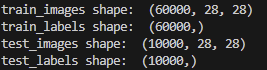 train_images shape:  (60000, 28, 28)
train_labels shape:  (60000,)
test_images shape:  (10000, 28, 28)
test_labels shape:  (10000,)